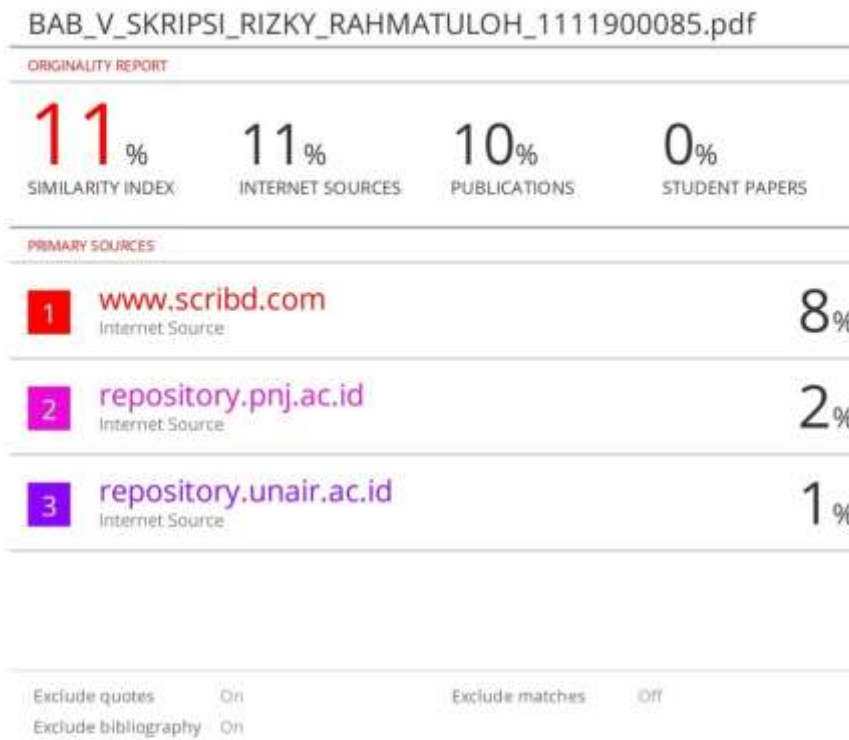 BAB_V_SKRIPSI_RIZKY_RAHMATULOH_1111900085.pdf
ORIGINALITY REPORT
11% 11% 10% 0%
SIMILARITY INDEX INTERNET SOURCES PUBLICATIONS STUDENT PAPERS
PRIMARY SOURCES
1 www.scribd.com 8%
Internet Source
2 repository.pnj.ac.id 2%
Internet Source
3 repository.unair.ac.id 1%
Internet Source
Exclude quotes On Exclude matches Off
Exclude bibliography On